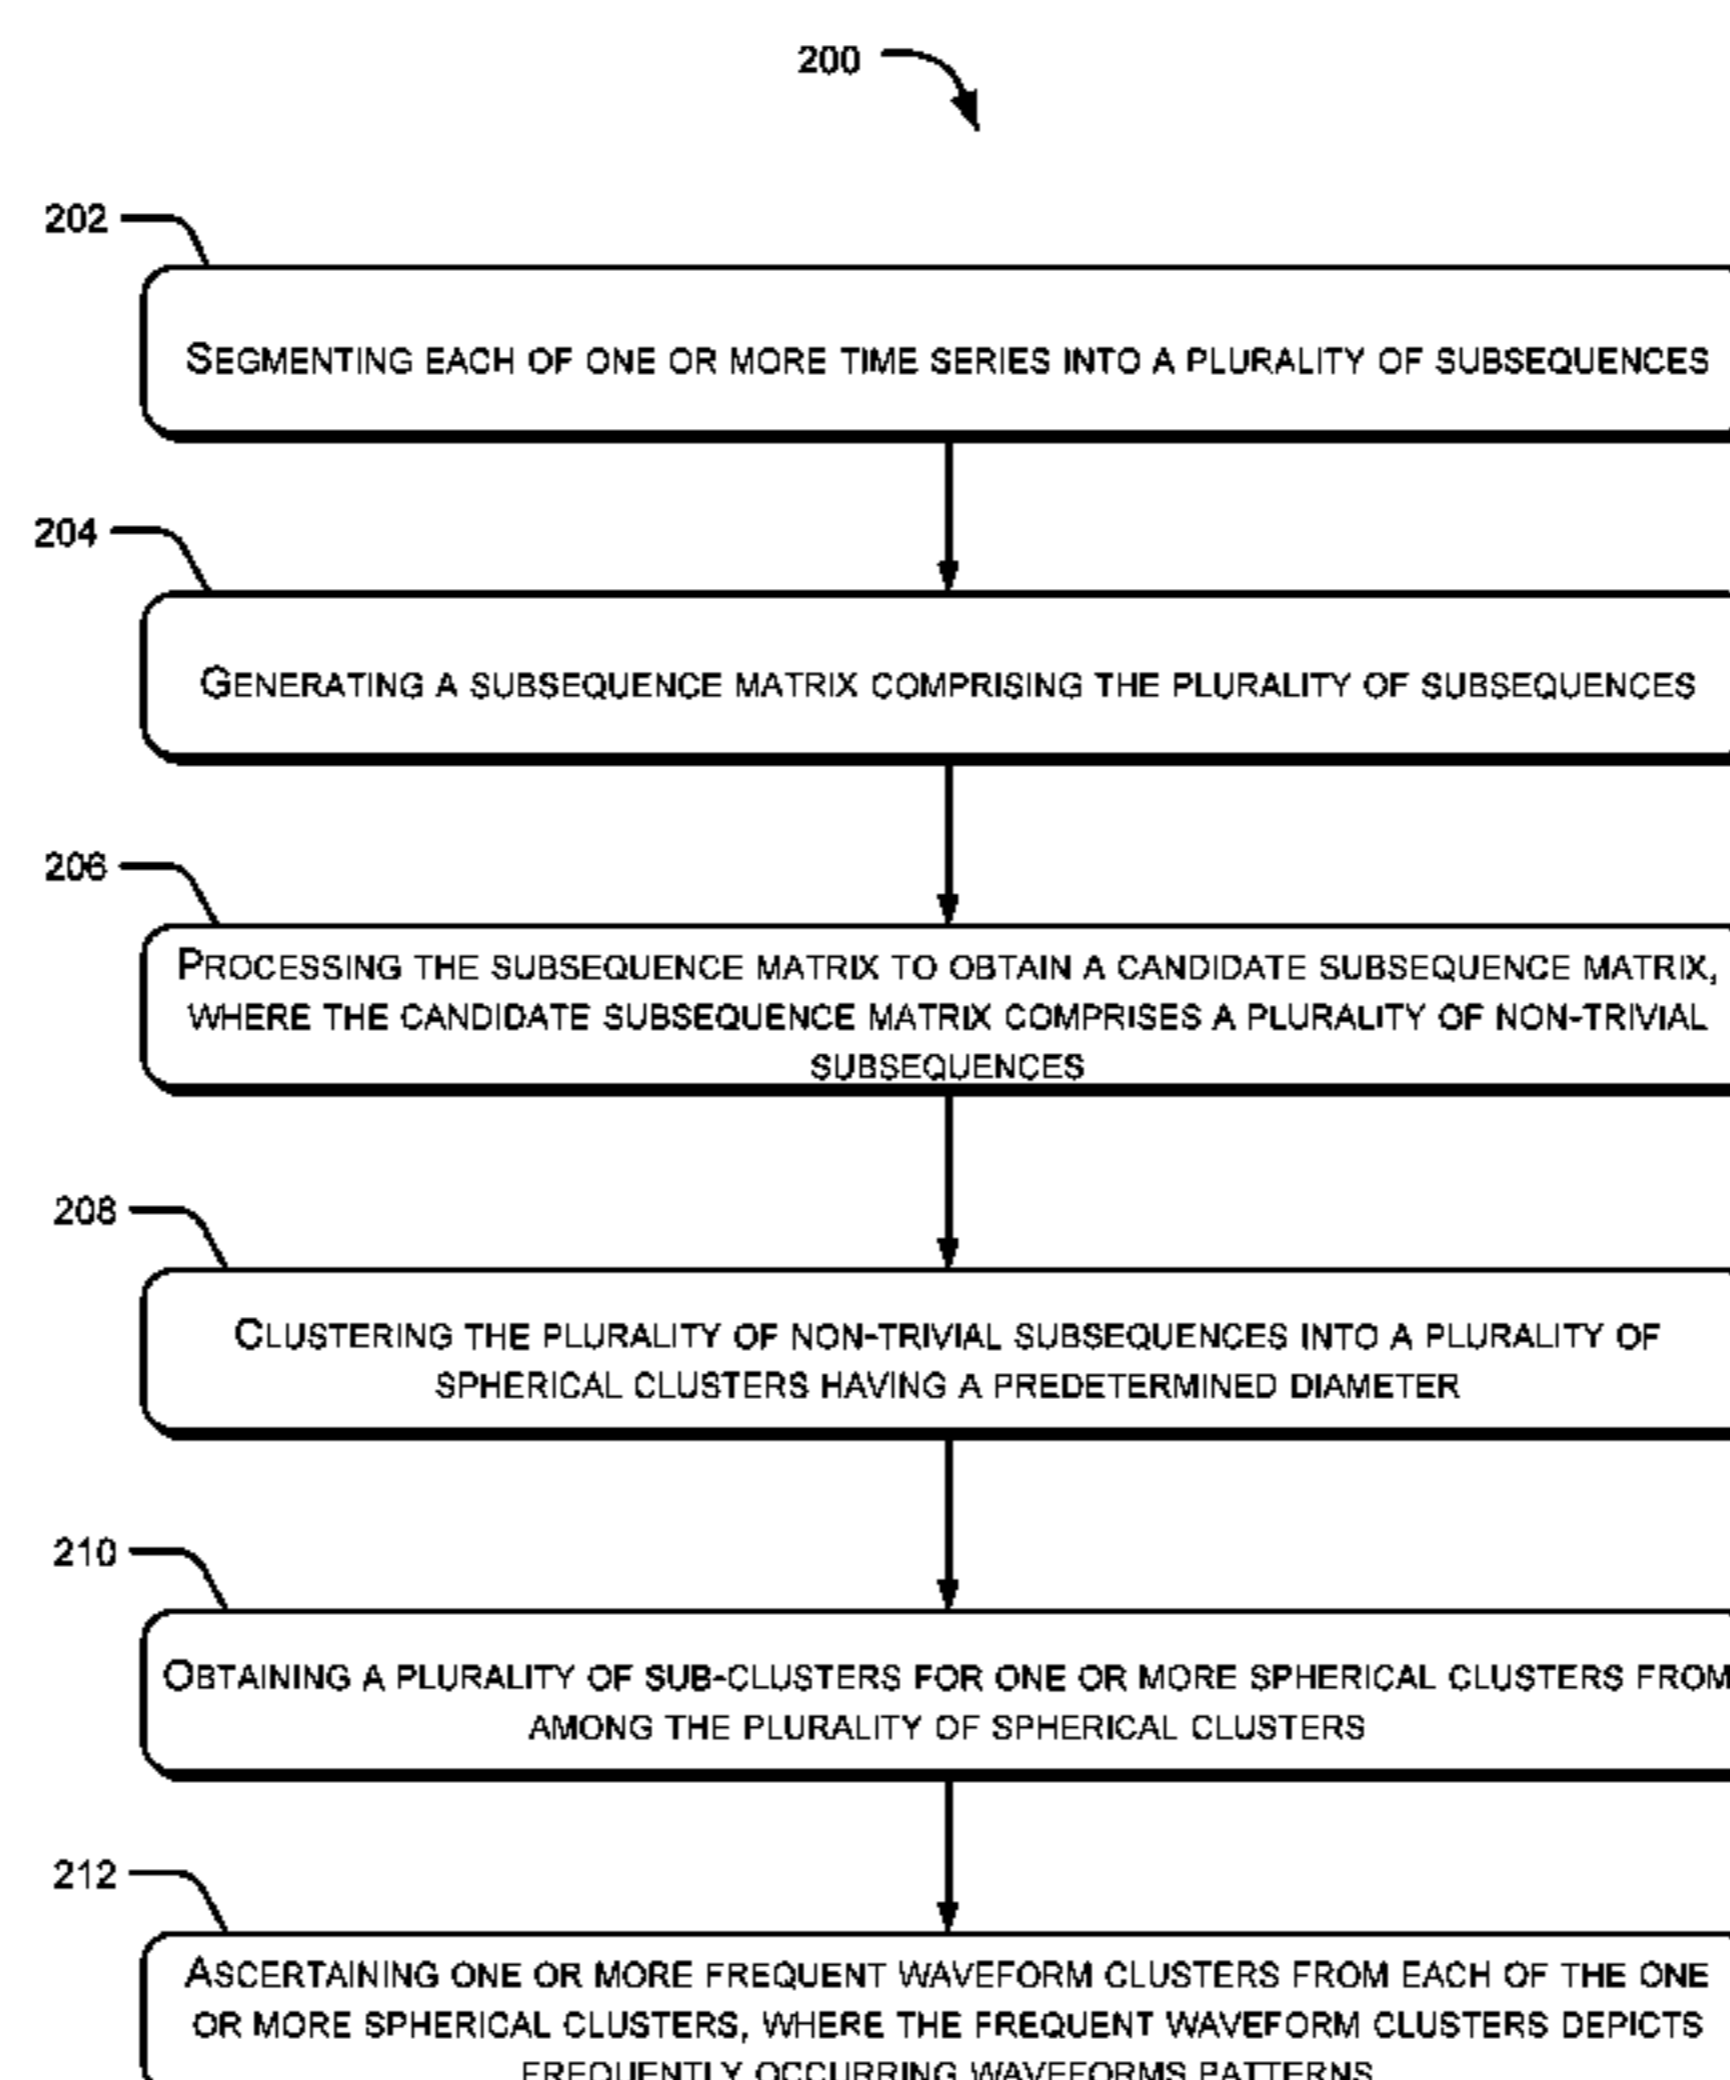 200
202
SEGMENTING EACH OF ONE OR MORE TIME SERIES INTO A PLURALITY OF SUBSEQUENCES
204
GENERATING A SUBSEQUENCE MATRIX COMPRISING THE PLURALITY OF SUBSEQUENCES
206
PROCESSING THE SUBSEQUENCE MATRIX TO OBTAIN A CANDIDATE SUBSEQUENCE MATRIX,
WHERE THE CANDIDATE SUBSEQUENCE MATRIX COMPRISES A PLURALITY OF NON-TRIVIAL
SUBSEQUENCES
208
CLUSTERING THE PLURALITY OF NON-TRIVIAL SUBSEQUENCES INTO A PLURALITY OF
SPHERICAL CLUSTERS HAVING A PREDETERMINED DIAMETER
210
OBTAINING A PLURALITY OF SUB-CLUSTERS FOR ONE OR MORE SPHERICAL CLUSTERS FROM
AMONG THE PLURALITY OF SPHERICAL CLUSTERS
212
ASCERTAINING ONE OR MORE FREQUENT WAVEFORM CLUSTERS FROM EACH OF THE ONE
OR MORE SPHERICAL CLUSTERS, WHERE THE FREQUENT WAVEFORM CLUSTERS DEPICTS
FREQUENTLY OCCURRING WAVEFORMS PATTERNS